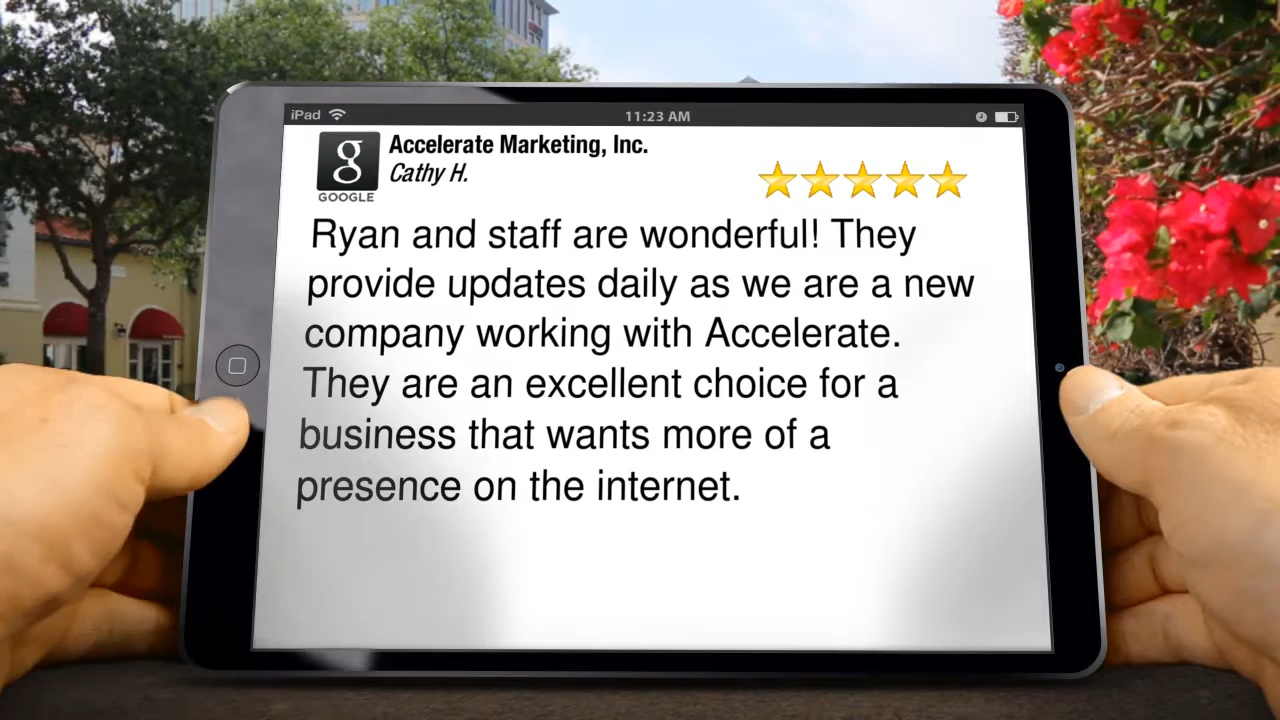 iPad 11:23 AM
g
Accelerate Marketing, Inc.
Cathy H.
GOOGLE
Ryan and staff are wonderful! They
provide updates daily as we are a new
company working with Accelerate.
They are an excellent choice for a
business that wants more of a
presence on the internet.